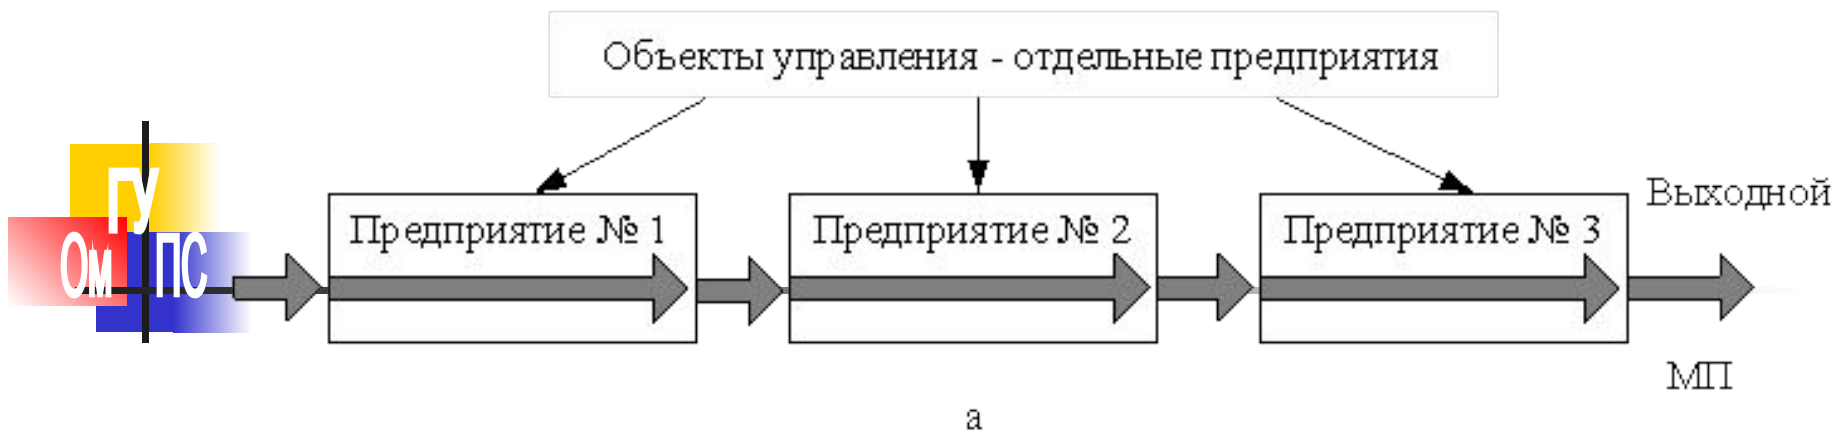 Объекты управления - отдельные предприятия
гу
Ом ПС
Предприятие № 1
Предприятие № 2
Предприятие № 3
Выходной
МП
а